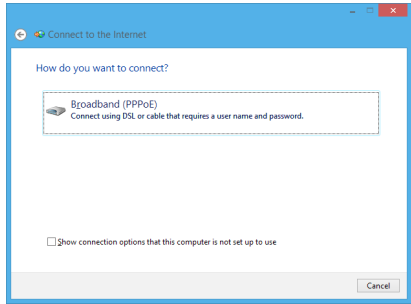 Connect to the Internet
How do you want to connect?
Broadband (PPPoE)
Connect using DSL or cable that requires a user name and password.
Show connection options that this computer is not set up to use
Cancel